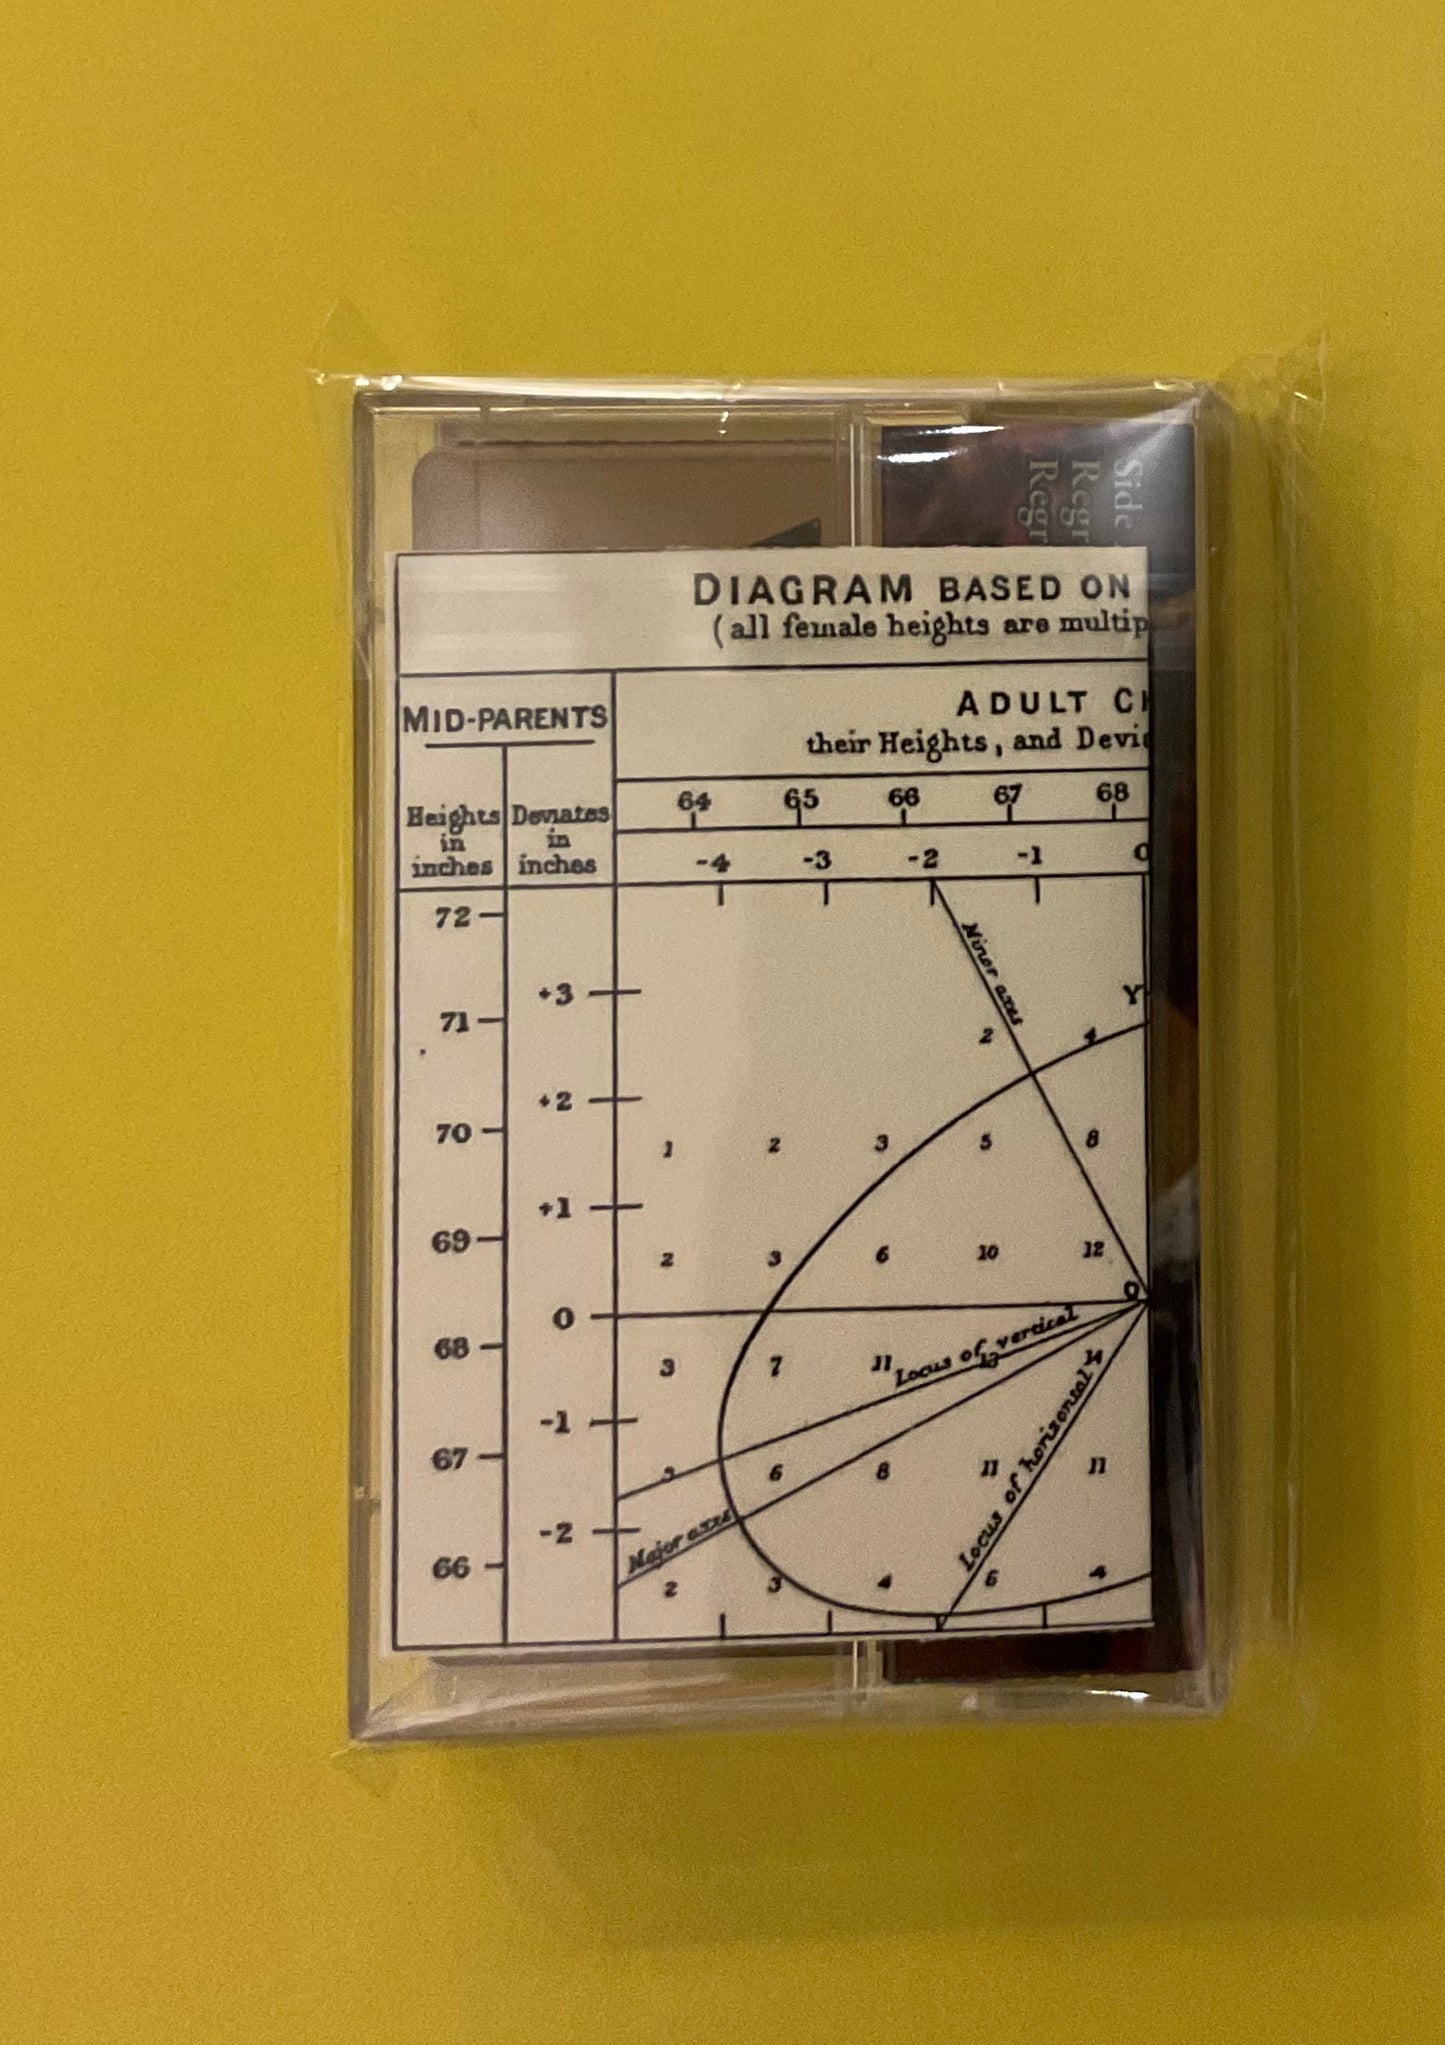 Side
Regr
Regr
DIAGRAM BASED ON
(all female heights are multip
MID-PARENTS
ADULT CH
their Heights, and Devia
Heights in inches
Deviates in inches
64 65 66 67 68
-4 -3 -2 -1 0
72
+3
Minor axes
Y
71
2 4
+2
70
1 2 3 5 8
+1
69
2 3 6 10 12
0
O
68
3 7 11 13 14
Locus of vertical
-1
67
3 6 8 11 11
Locus of horizontal
-2
Major axes
66
2 3 4 6 4